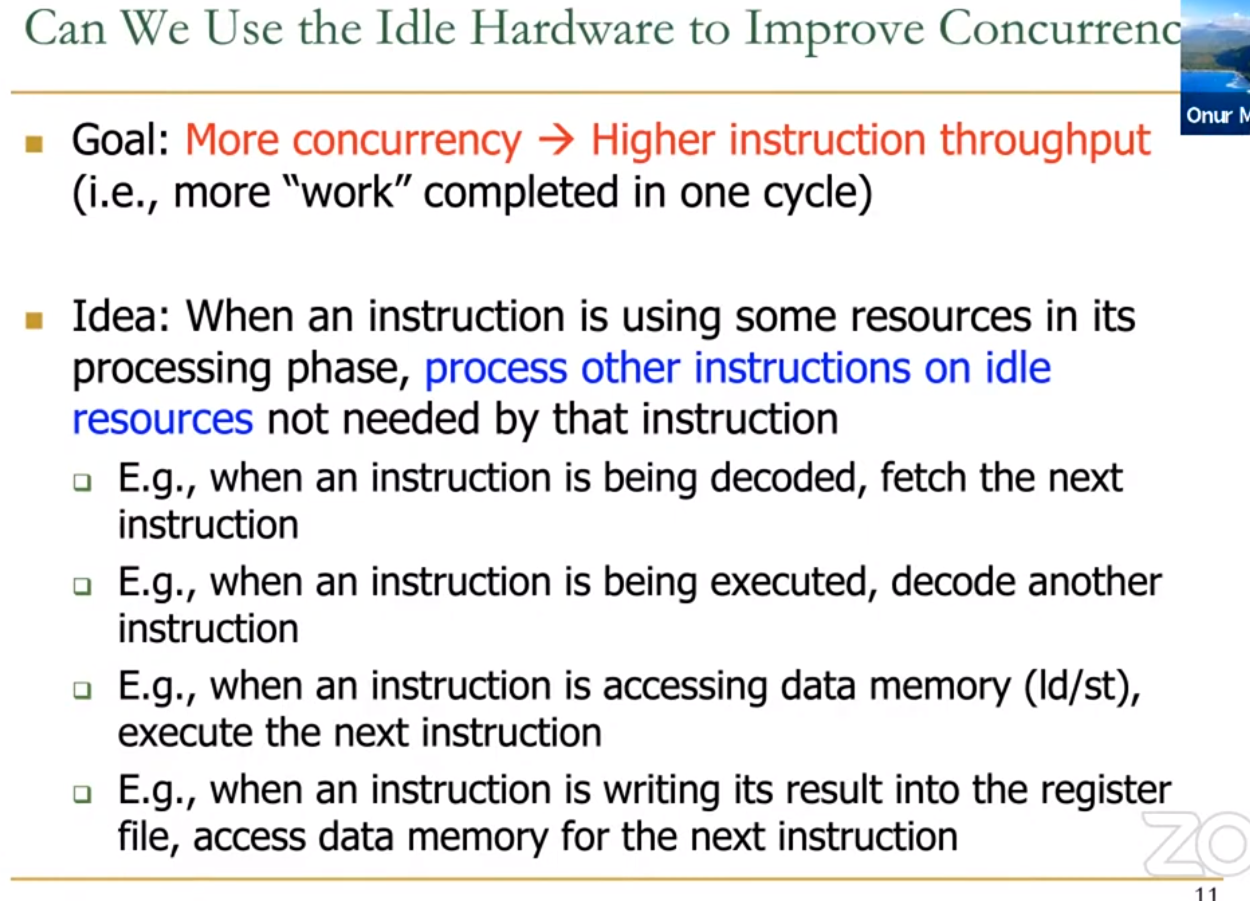 Can We Use the Idle Hardware to Improve Concurrenc
Onur M
■ Goal: More concurrency → Higher instruction throughput
(i.e., more “work” completed in one cycle)
■ Idea: When an instruction is using some resources in its
processing phase, process other instructions on idle
resources not needed by that instruction
❑ E.g., when an instruction is being decoded, fetch the next
instruction
❑ E.g., when an instruction is being executed, decode another
instruction
❑ E.g., when an instruction is accessing data memory (ld/st),
execute the next instruction
❑ E.g., when an instruction is writing its result into the register
file, access data memory for the next instruction
zo
11